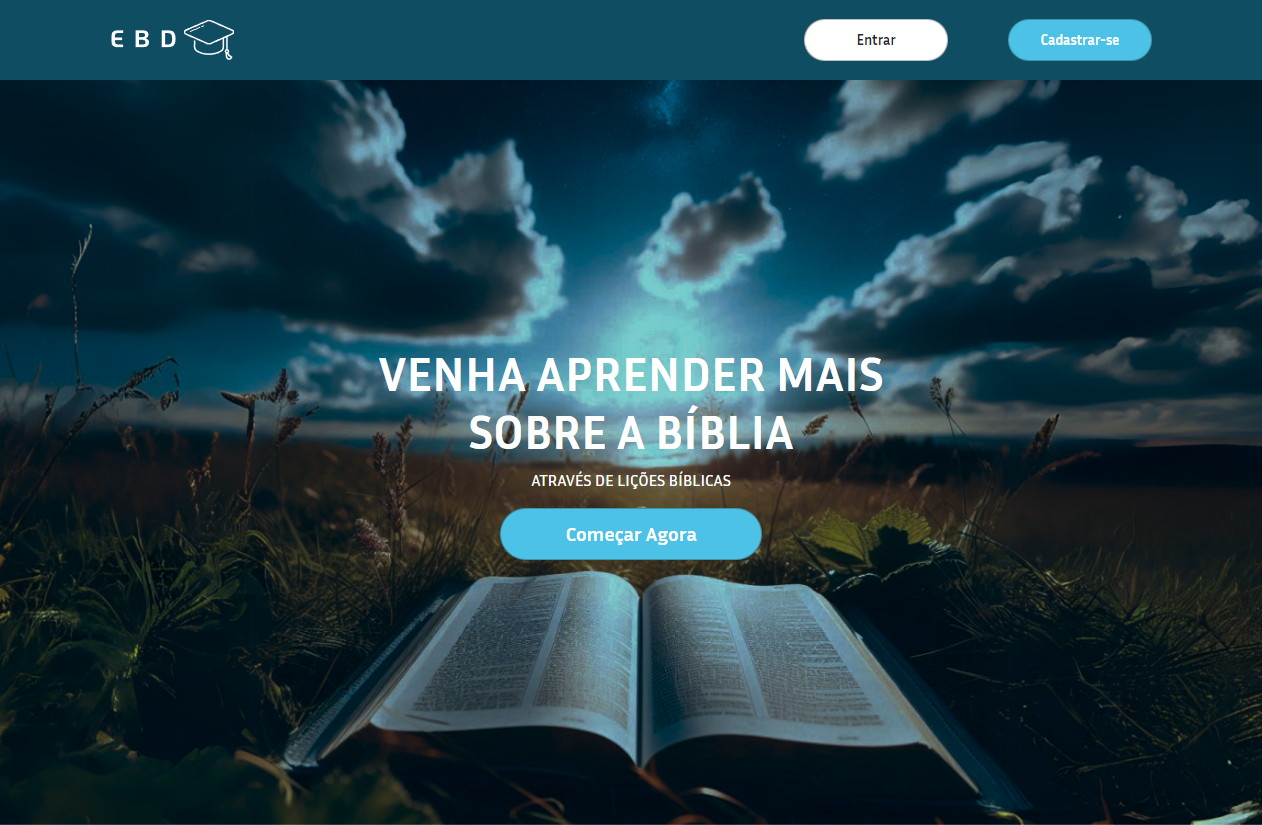 EBD
Entrar
Cadastrar-se
VENHA APRENDER MAIS
SOBRE A BÍBLIA
ATRAVÉS DE LIÇÕES BÍBLICAS
Começar Agora